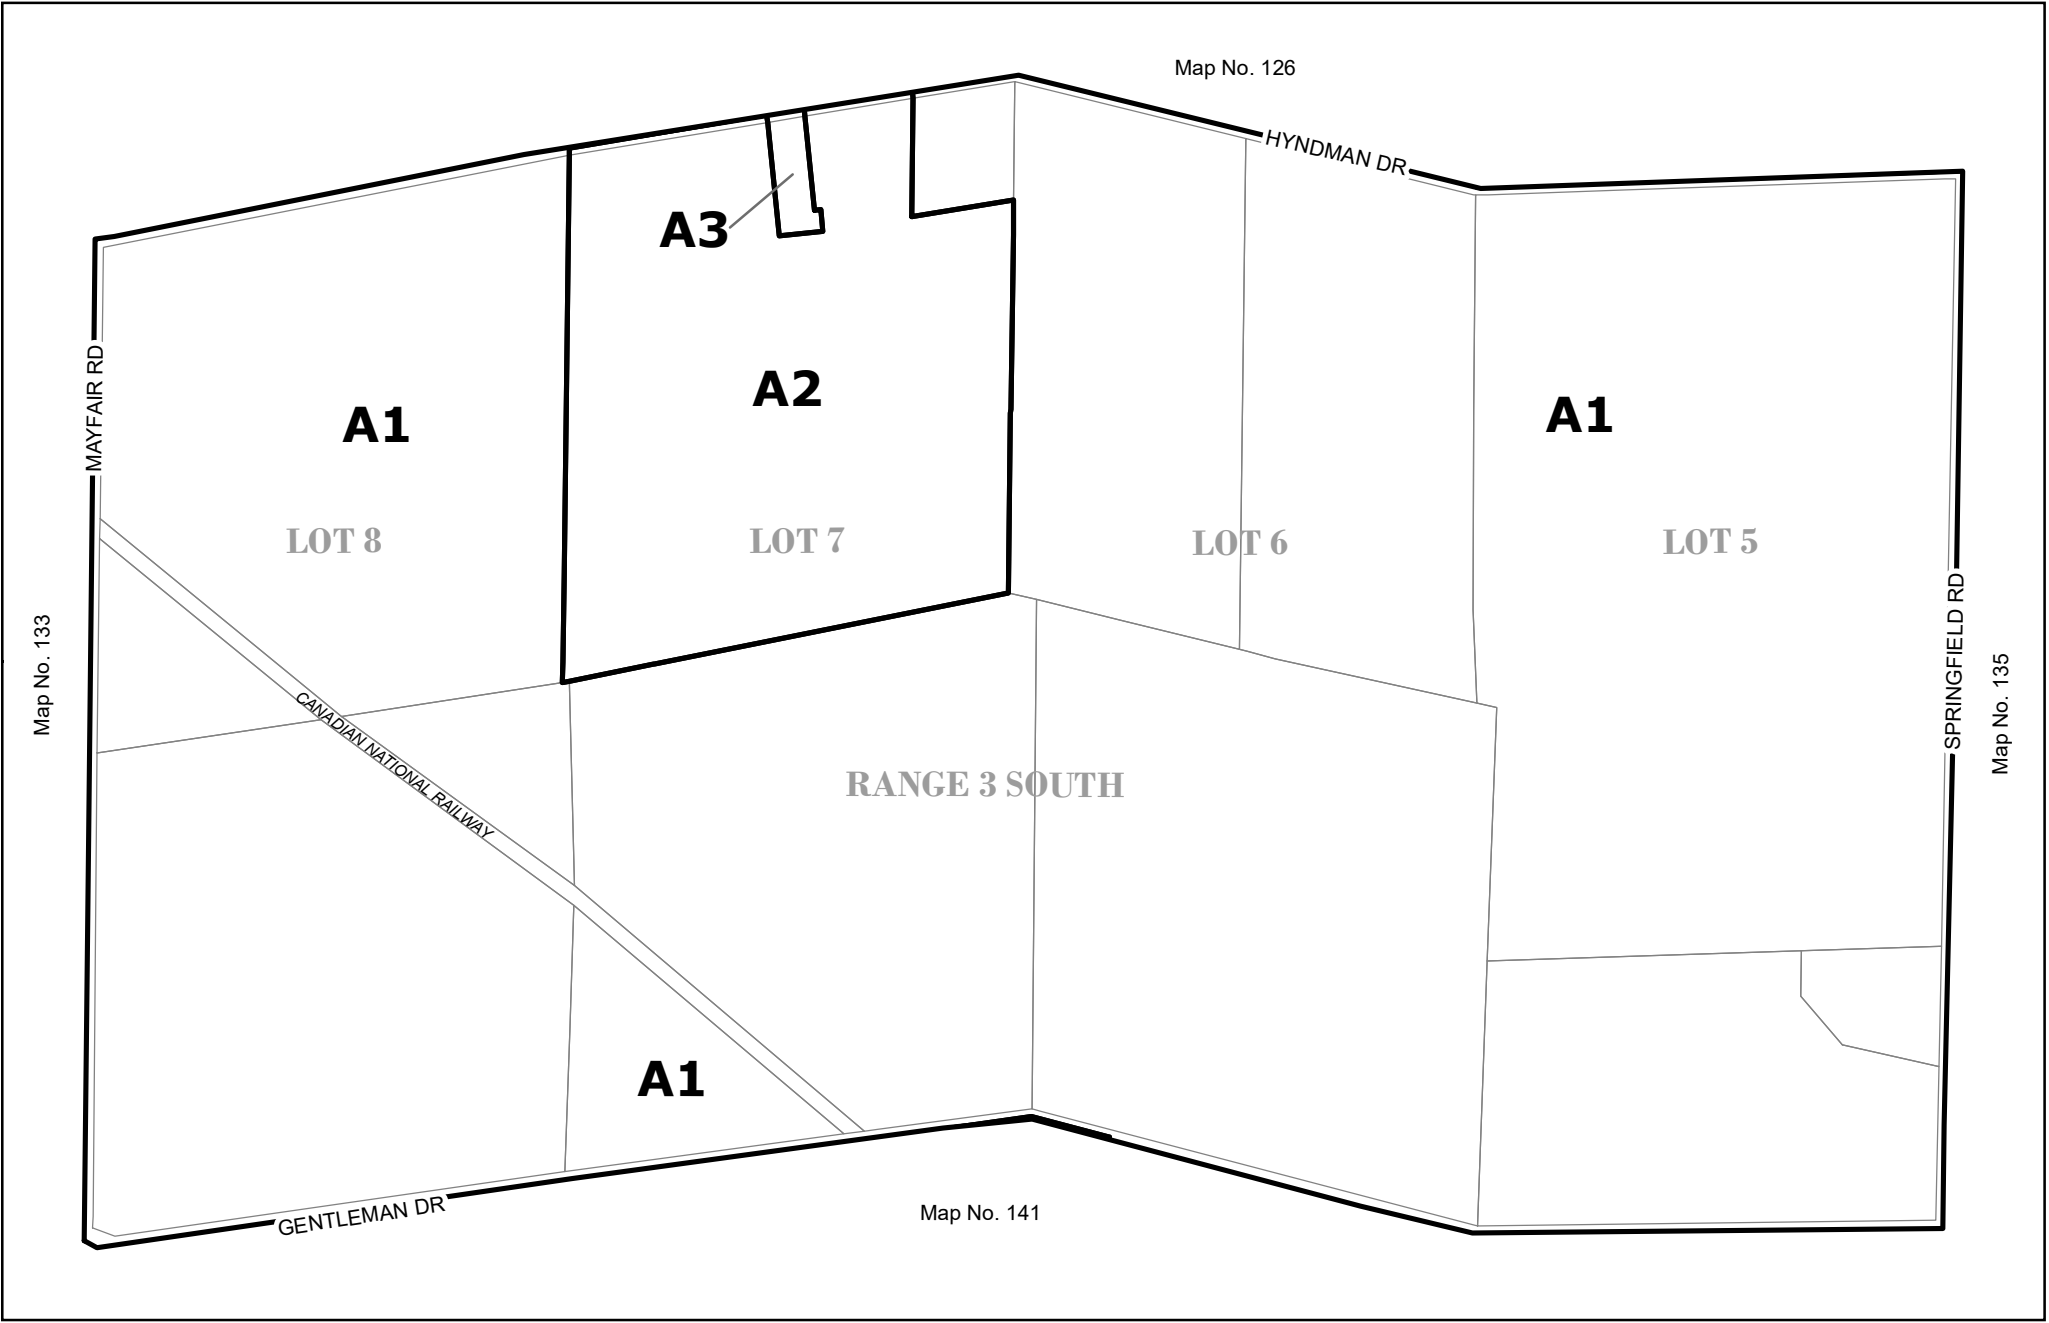 Map No. 126
HYNDMAN DR
A3
A2
A1
A1
MAYFAIR RD
LOT 8
LOT 7
LOT 6
LOT 5
SPRINGFIELD RD
Map No. 133
Map No. 135
CANADIAN NATIONAL RAILWAY
RANGE 3 SOUTH
A1
GENTLEMAN DR
Map No. 141